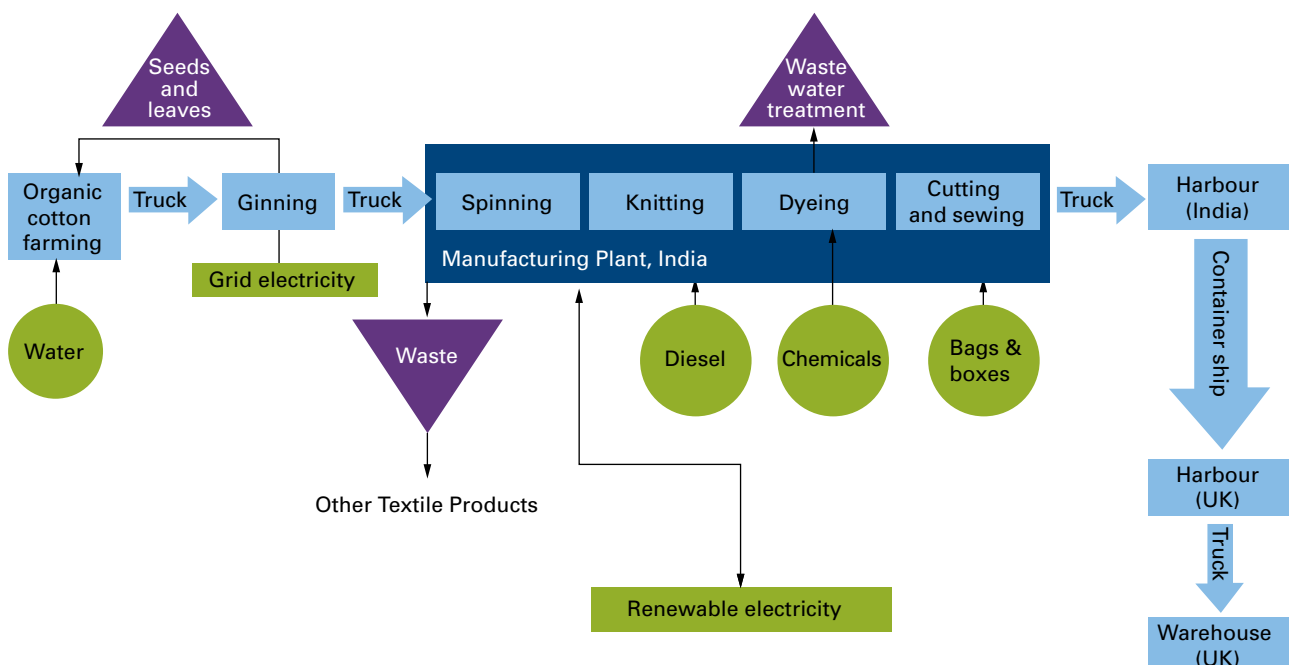 Seeds
and
leaves
Waste
water
treatment
Organic
cotton
farming
Truck
Ginning
Truck
Spinning
Knitting
Dyeing
Cutting
and sewing
Truck
Harbour
(India)
Manufacturing Plant, India
Grid electricity
Water
Waste
Diesel
Chemicals
Bags &
boxes
Container ship
Other Textile Products
Harbour
(UK)
Truck
Renewable electricity
Warehouse
(UK)